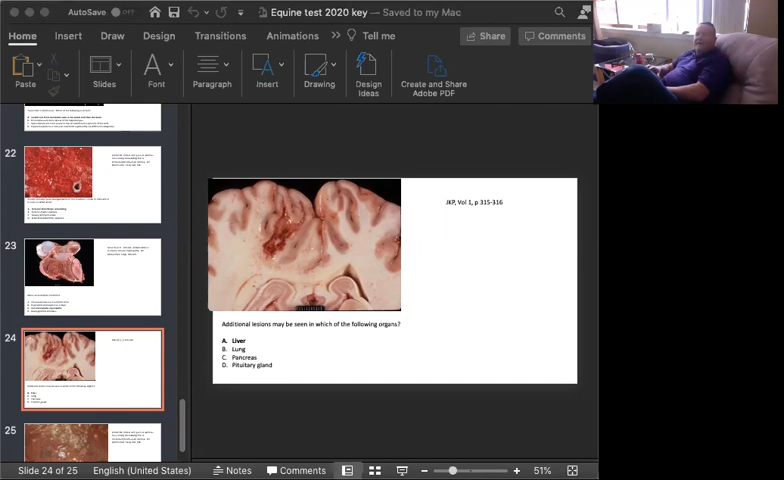 AutoSave OFF
Equine test 2020 key — Saved to my Mac
Home Insert Draw Design Transitions Animations Tell me Share Comments
Paste Slides Font Paragraph Insert Drawing Design Ideas Create and Share Adobe PDF
22
23
24
25
JKP, Vol 1, p 315-316
Additional lesions may be seen in which of the following organs?
A. Liver
B. Lung
C. Pancreas
D. Pituitary gland
Slide 24 of 25 English (United States) Notes Comments 51%